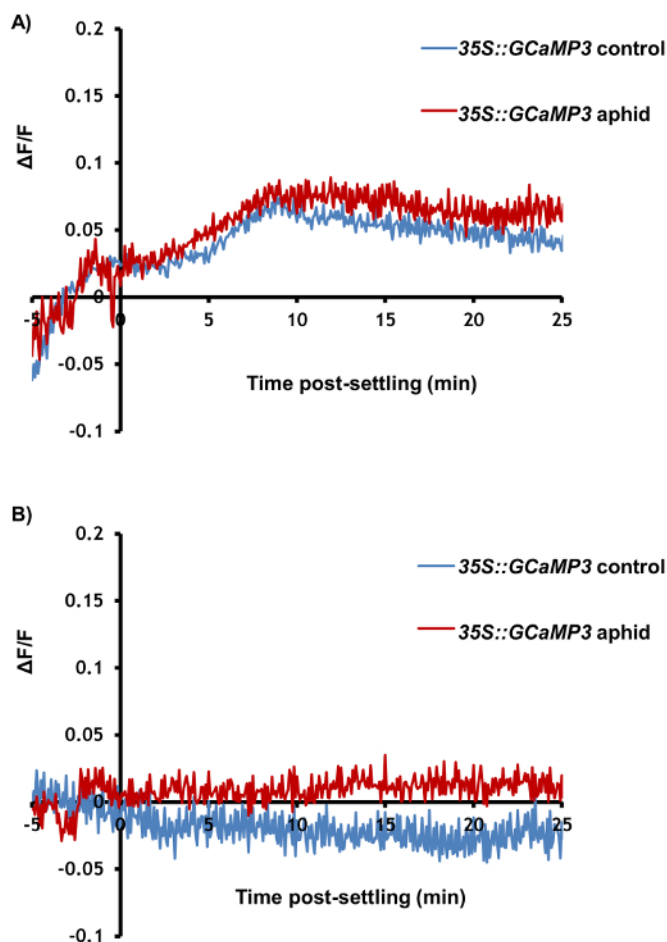 A)
0.2
35S::GCaMP3 control
0.15
35S::GCaMP3 aphid
ΔF/F
0.1
0.05
0
-5 0 5 10 15 20 25
-0.05
Time post-settling (min)
-0.1
B)
0.2
35S::GCaMP3 control
0.15
35S::GCaMP3 aphid
ΔF/F
0.1
0.05
0
-5 0 5 10 15 20 25
-0.05
Time post-settling (min)
-0.1